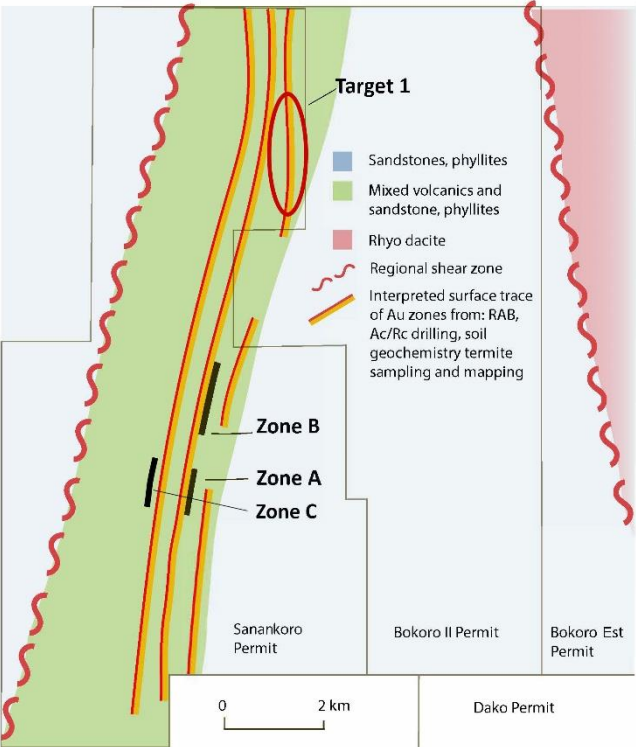 Target 1
Sandstones, phyllites
Mixed volcanics and
sandstone, phyllites
Rhyo dacite
Regional shear zone
Interpreted surface trace
of Au zones from: RAB,
Ac/Rc drilling, soil
geochemistry termite
sampling and mapping
Zone B
Zone A
Zone C
Sanankoro
Permit
Bokoro II Permit
Bokoro Est
Permit
0 2 km
Dako Permit